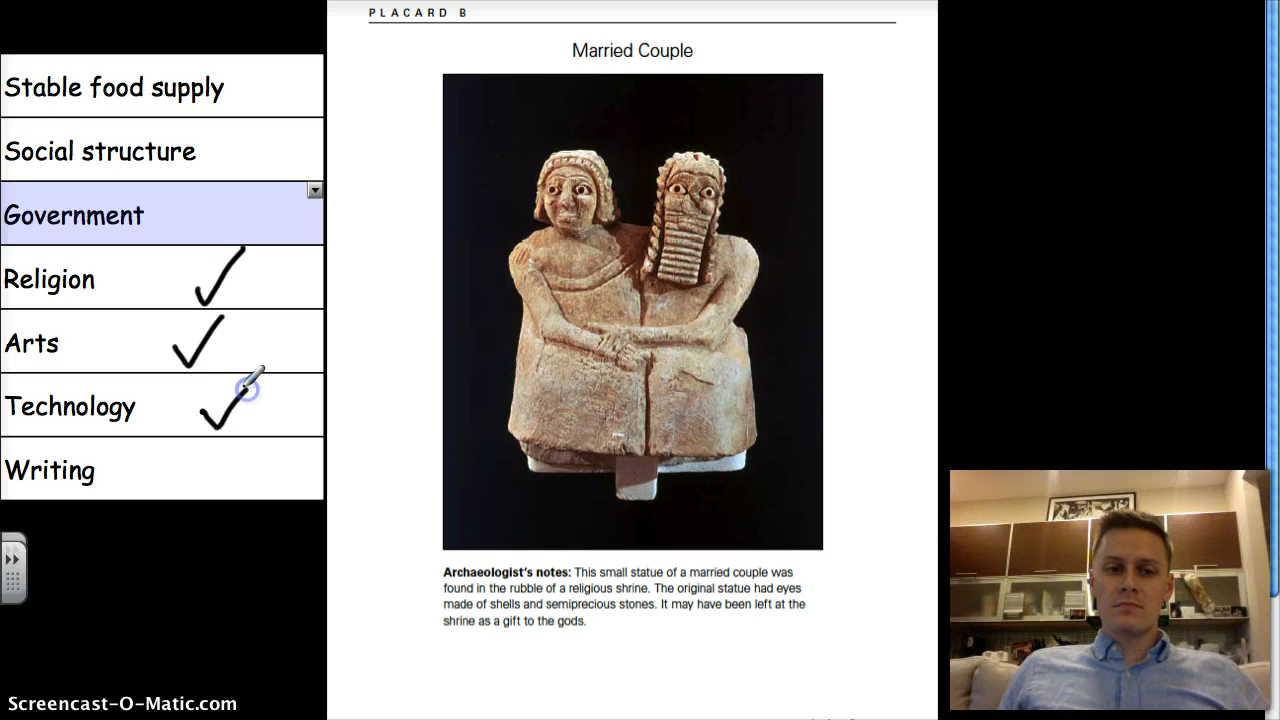 PLACARD B
Married Couple
Stable food supply
Social structure
Government
Religion
Arts
Technology
Writing
Archaeologist's notes: This small statue of a married couple was
found in the rubble of a religious shrine. The original statue had eyes
made of shells and semiprecious stones. It may have been left at the
shrine as a gift to the gods.
Screencast-O-Matic.com